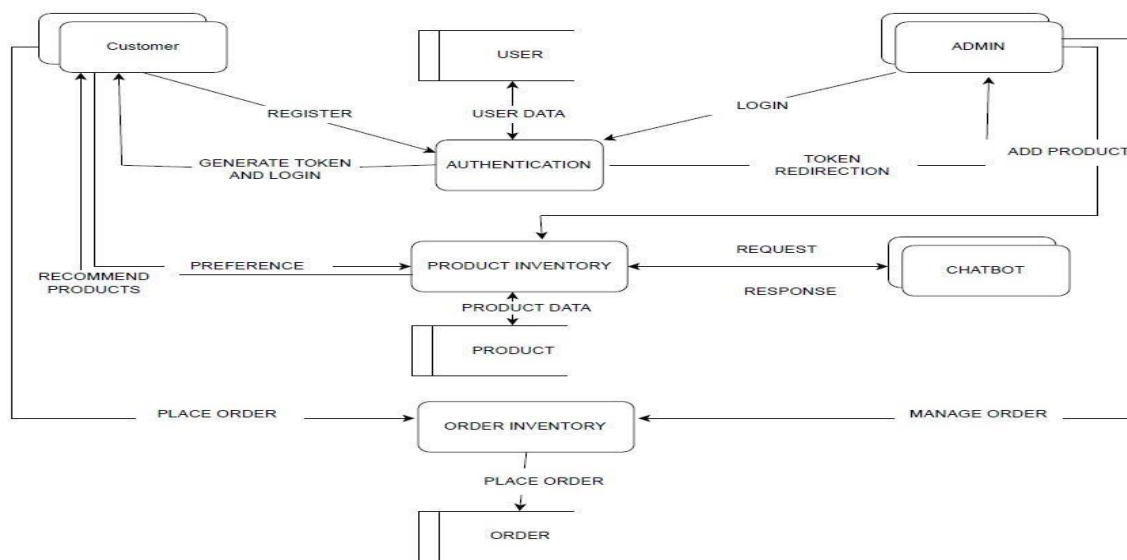 Customer
USER
ADMIN
REGISTER
USER DATA
LOGIN
GENERATE TOKEN
AND LOGIN
AUTHENTICATION
TOKEN
REDIRECTION
ADD PRODUCT
RECOMMEND
PRODUCTS
PREFERENCE
PRODUCT INVENTORY
REQUEST
RESPONSE
CHATBOT
PRODUCT DATA
PRODUCT
PLACE ORDER
ORDER INVENTORY
MANAGE ORDER
PLACE ORDER
ORDER